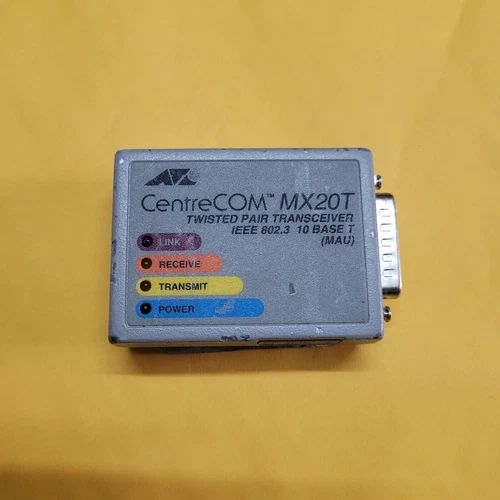 CentreCOM™ MX20T
TWISTED PAIR TRANSCEIVER
IEEE 802.3 10 BASE T
(MAU)
LINK
RECEIVE
TRANSMIT
POWER